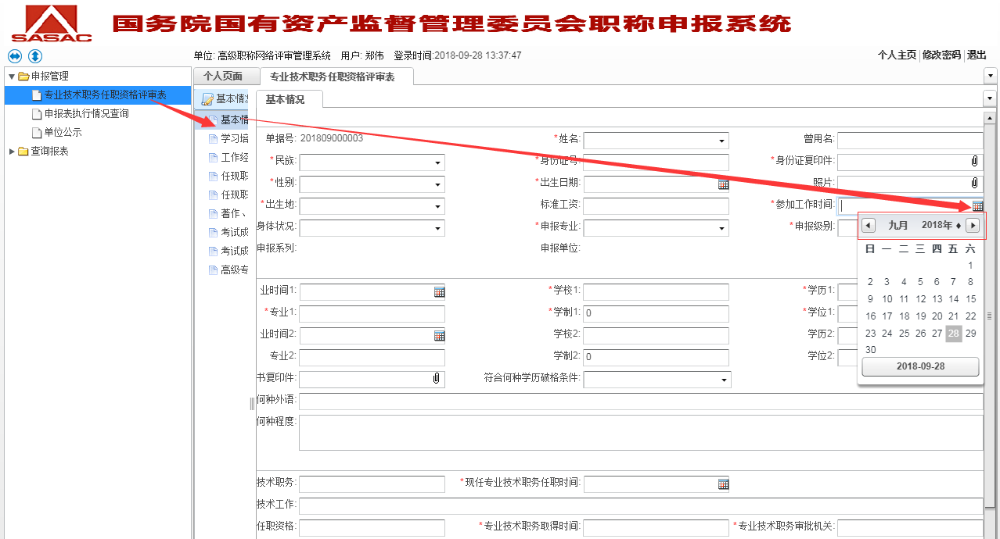 SASAC
国务院国有资产监督管理委员会职称申报系统
单位: 高级职称网络评审管理系统 用户: 郑伟 登录时间:2018-09-28 13:37:47
个人主页 修改密码 退出
申报管理
专业技术职务任职资格评审表
申报表执行情况查询
单位公示
查询报表
个人页面 专业技术职务任职资格评审表
基本情
基本情
学习培
工作经
任现职
任现职
著作、
考试成
考试成
高级专
基本情况
单据号: 201809000003 *姓名: 曾用名:
*民族: *身份证号: *身份证复印件:
*性别: *出生日期: 照片:
*出生地: 标准工资: *参加工作时间:
身体状况: *申报专业: *申报级别:
申报系列: 申报单位:
九月 2018年
日 一 二 三 四 五 六
1
2 3 4 5 6 7 8
9 10 11 12 13 14 15
16 17 18 19 20 21 22
23 24 25 26 27 28 29
30
2018-09-28
业时间1: *学校1: *学历1:
*专业1: *学制1: 0 *学位1:
业时间2: 学校2: 学历2:
专业2: 学制2: 0 学位2:
书复印件: 符合何种学历破格条件:
何种外语:
何种程度:
技术职务: *现任专业技术职务任职时间:
技术工作:
任职资格: *专业技术职务取得时间: *专业技术职务审批机关: